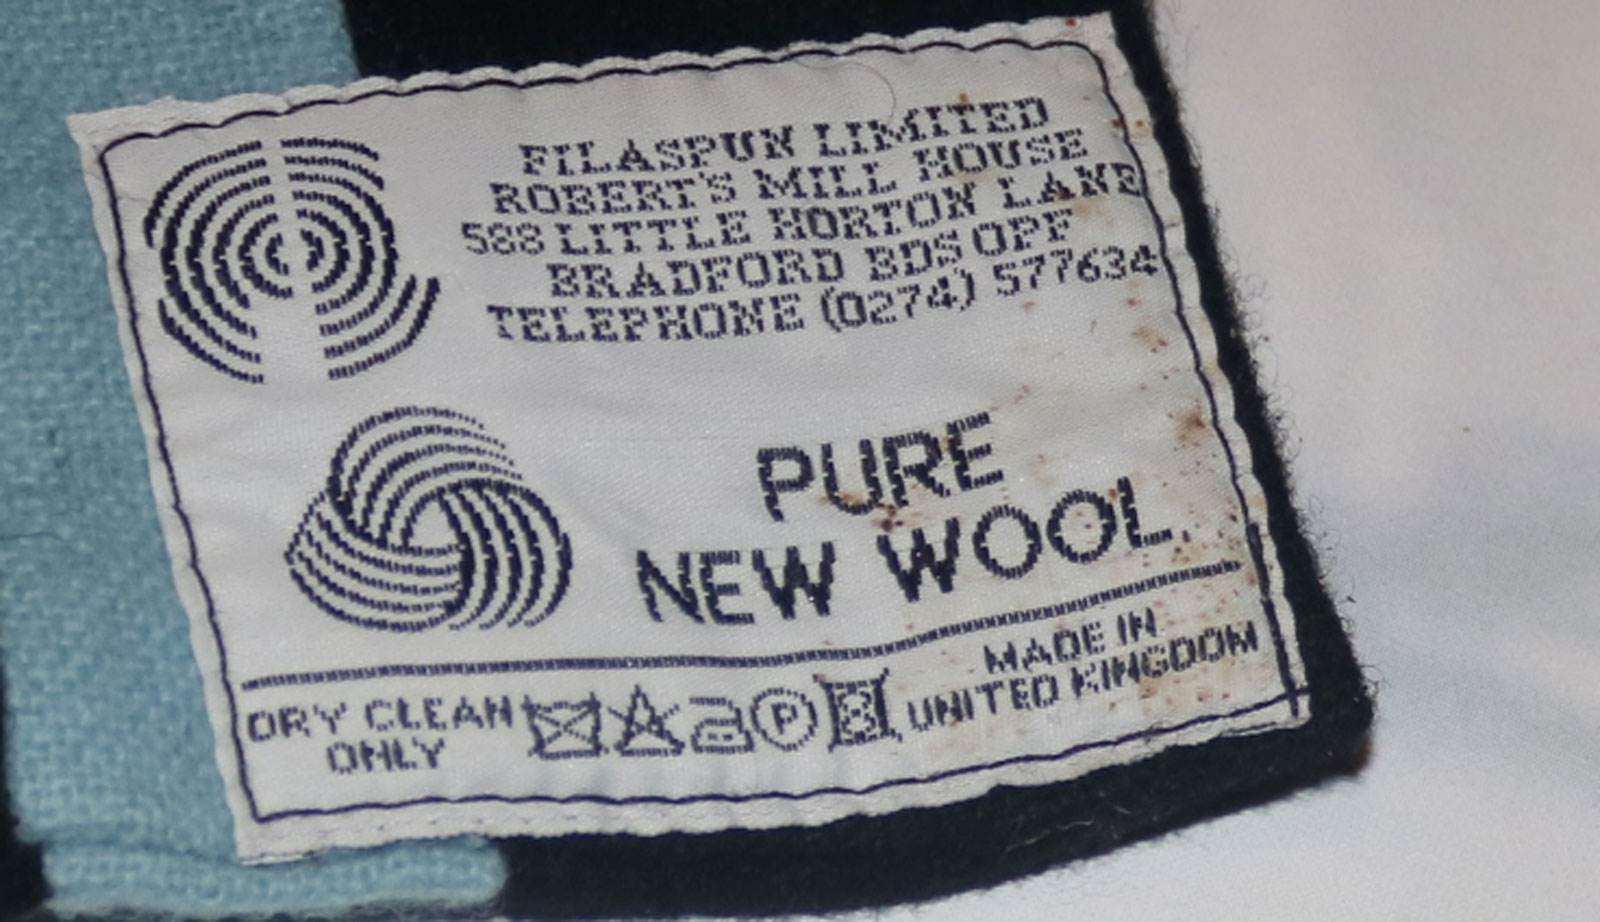 FILASPUN LIMITED
ROBERT'S MILL HOUSE
588 LITTLE HORTON LANE
BRADFORD BD5 OPF
TELEPHONE (0274) 577634
PURE
NEW WOOL
DRY CLEAN
ONLY
P
MADE IN
UNITED KINGDOM